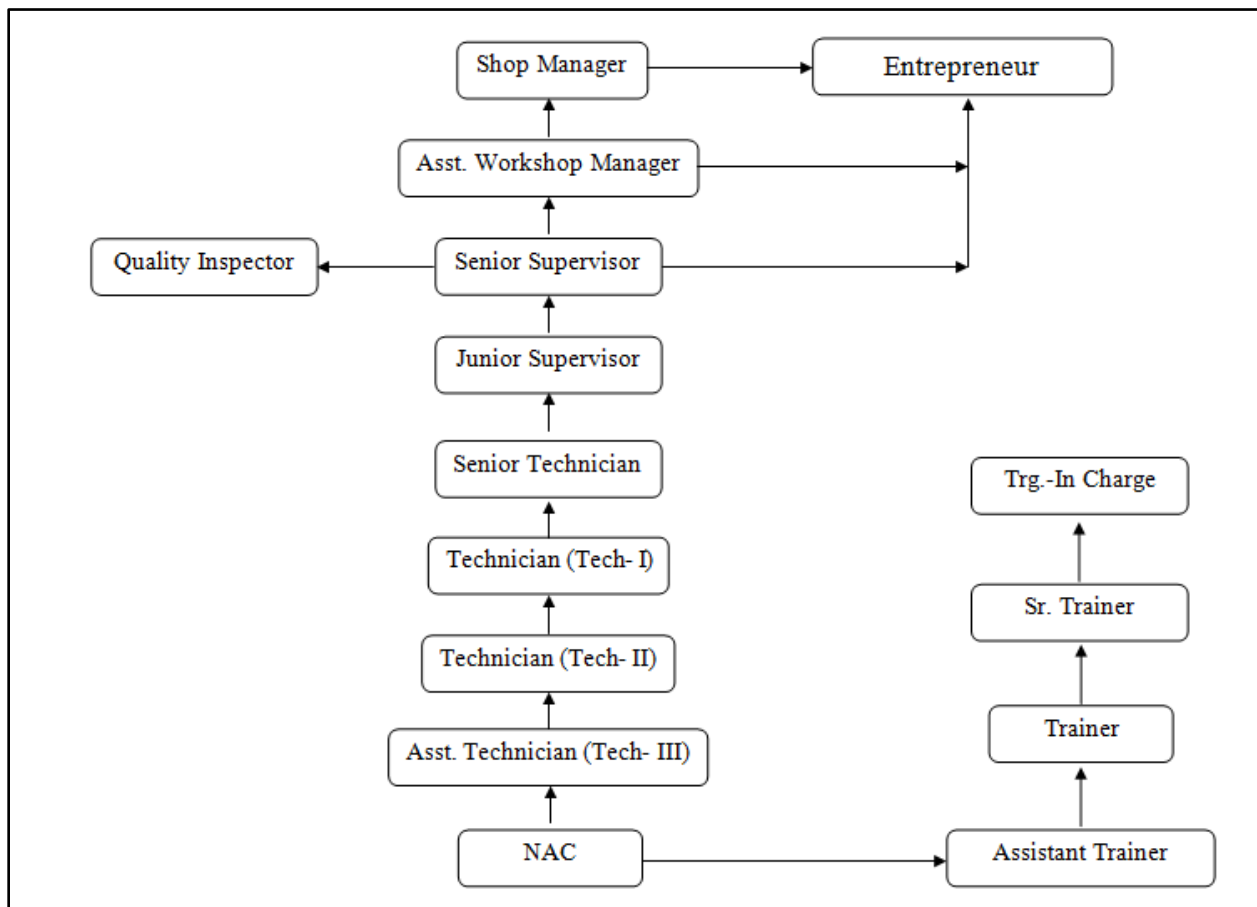 Shop Manager
Entrepreneur
Asst. Workshop Manager
Quality Inspector
Senior Supervisor
Junior Supervisor
Senior Technician
Trg.-In Charge
Technician (Tech- I)
Sr. Trainer
Technician (Tech- II)
Trainer
Asst. Technician (Tech- III)
NAC
Assistant Trainer